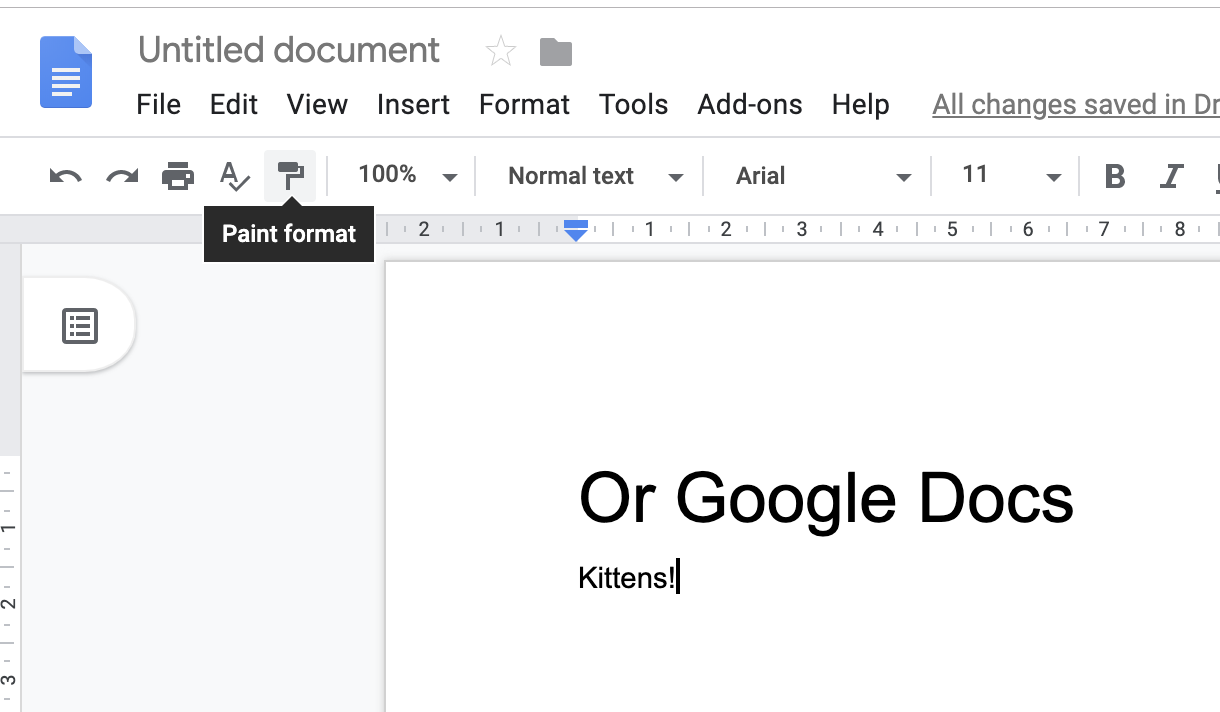 Untitled document
File Edit View Insert Format Tools Add-ons Help All changes saved in
100% Normal text Arial 11 B I
Paint format
2 1 1 2 3 4 5 6 7 8
Or Google Docs
Kittens!
1
2
3